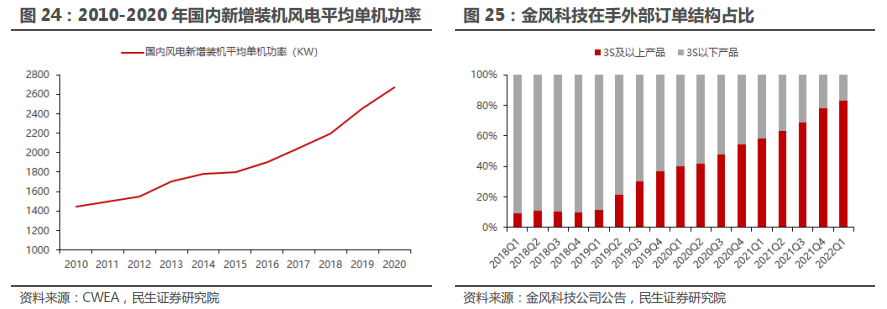 图 24：2010-2020 年国内新增装机风电平均单机功率
国内风电新增装机平均单机功率（KW）
2800
2600
2400
2200
2000
1800
1600
1400
1200
1000
2010 2011 2012 2013 2014 2015 2016 2017 2018 2019 2020
资料来源：CWEA，民生证券研究院
图 25：金风科技在手外部订单结构占比
3S及以上产品 3S以下产品
100%
80%
60%
40%
20%
0%
2018Q1 2018Q2 2018Q3 2018Q4 2019Q1 2019Q2 2019Q3 2019Q4 2020Q1 2020Q2 2020Q3 2020Q4 2021Q1 2021Q2 2021Q3 2021Q4 2022Q1
资料来源：金风科技公司公告，民生证券研究院